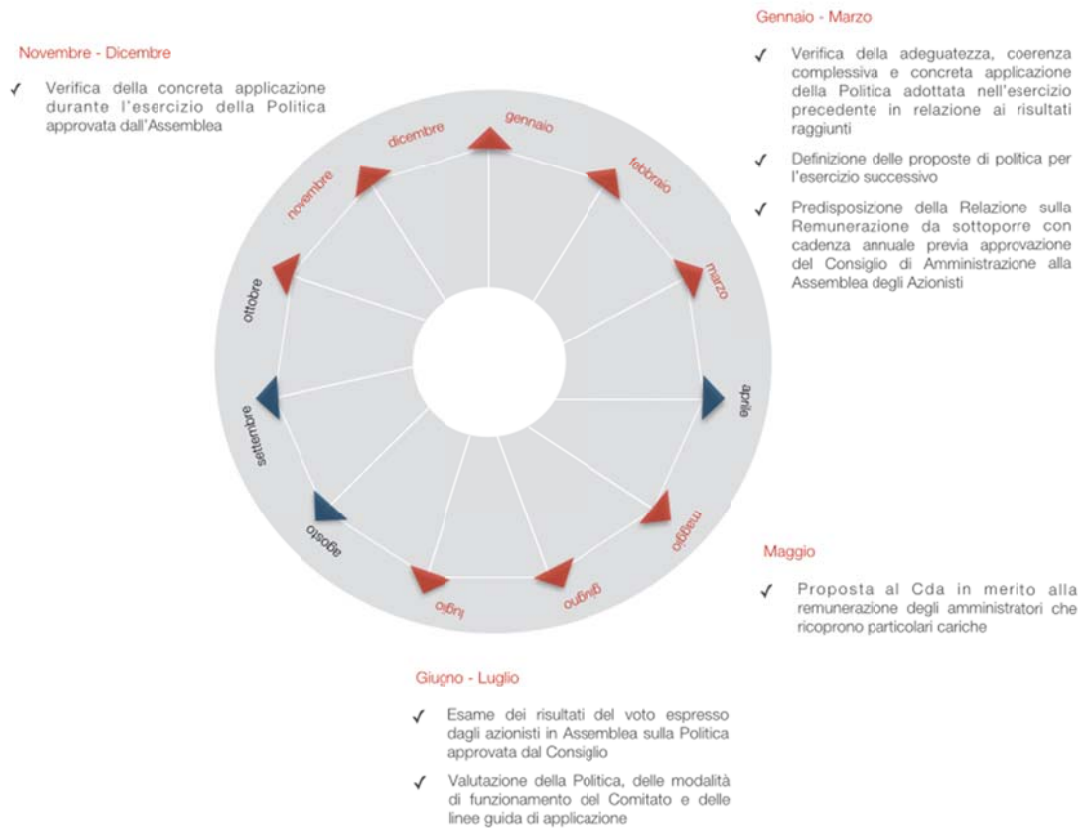 Novembre - Dicembre
✓ Verifica della concreta applicazione
durante l'esercizio della Politica
approvata dall'Assemblea
Gennaio - Marzo
✓ Verifica della adeguatezza, coerenza
complessiva e concreta applicazione
della Politica adottata nell'esercizio
precedente in relazione ai risultati
raggiunti
✓ Definizione delle proposte di politica per
l'esercizio successivo
✓ Predisposizione della Relazione sulla
Remunerazione da sottoporre con
cadenza annuale previa approvazione
del Consiglio di Amministrazione alla
Assemblea degli Azionisti
gennaio
febbraio
marzo
aprile
maggio
giugno
luglio
agosto
settembre
ottobre
novembre
dicembre
Maggio
✓ Proposta al Cda in merito alla
remunerazione degli amministratori che
ricoprono particolari cariche
Giugno - Luglio
✓ Esame dei risultati del voto espresso
dagli azionisti in Assemblea sulla Politica
approvata dal Consiglio
✓ Valutazione della Politica, delle modalità
di funzionamento del Comitato e delle
linee guida di applicazione